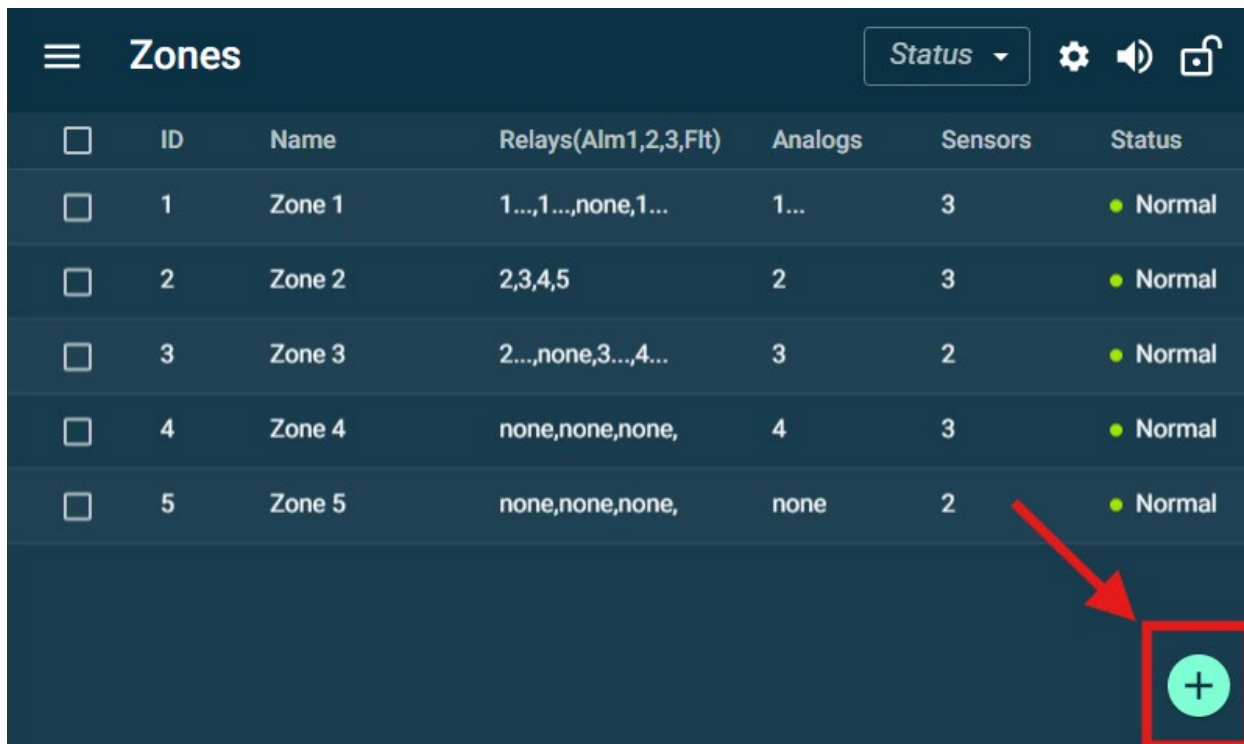 Zones Status
ID Name Relays(Alm1,2,3,Flt) Analogs Sensors Status
1 Zone 1 1...,1...,none,1... 1... 3 Normal
2 Zone 2 2,3,4,5 2 3 Normal
3 Zone 3 2...,none,3...,4... 3 2 Normal
4 Zone 4 none,none,none, 4 3 Normal
5 Zone 5 none,none,none, none 2 Normal
+